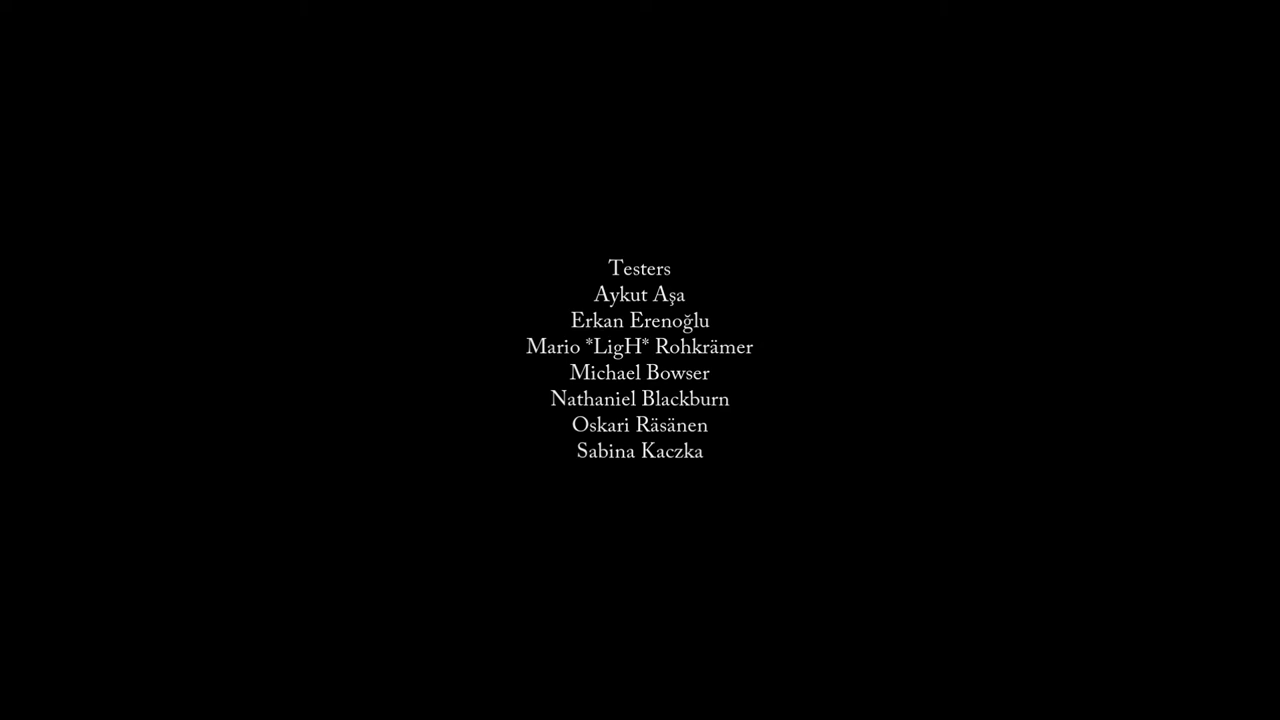 Testers
Aykut Aşa
Erkan Erenoğlu
Mario *LigH* Rohkrämer
Michael Bowser
Nathaniel Blackburn
Oskari Räsänen
Sabina Kaczka